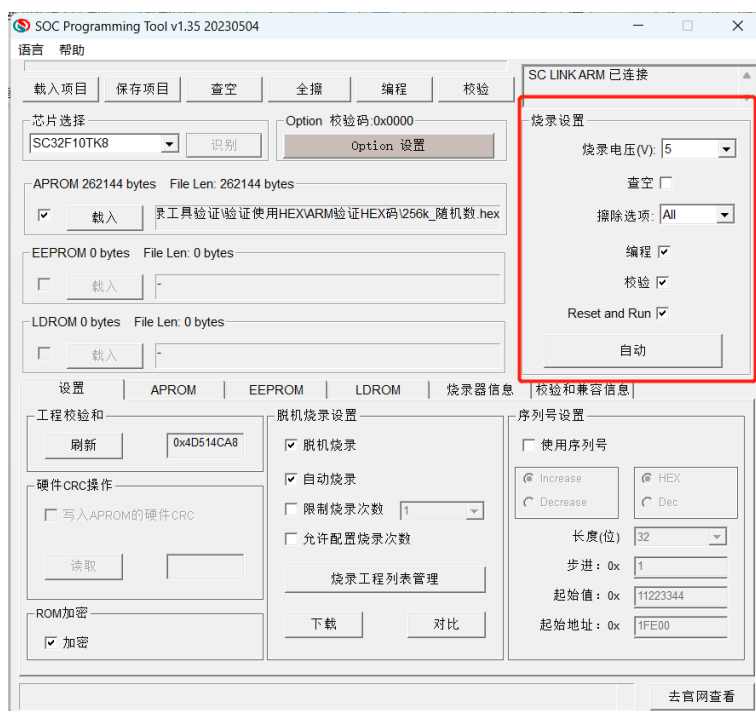 SOC Programming Tool v1.35 20230504
语言 帮助
载入项目 保存项目 查空 全擦 编程 校验
SC LINK ARM 已连接
芯片选择
SC32F10TK8 识别
Option 校验码:0x0000
Option 设置
APROM 262144 bytes File Len: 262144 bytes
载入 录工具验证\验证使用HEX\ARM验证HEX码\256k_随机数.hex
EEPROM 0 bytes File Len: 0 bytes
载入 -
LDROM 0 bytes File Len: 0 bytes
载入 -
烧录设置
烧录电压(V): 5
查空
擦除选项: All
编程
校验
Reset and Run
自动
设置 APROM EEPROM LDROM 烧录器信息 校验和兼容信息
工程校验和
刷新 0x4D514CA8
硬件CRC操作
写入APROM的硬件CRC
读取
ROM加密
加密
脱机烧录设置
脱机烧录
自动烧录
限制烧录次数 1
允许配置烧录次数
烧录工程列表管理
下载 对比
序列号设置
使用序列号
Increase HEX
Decrease Dec
长度(位) 32
步进: 0x 1
起始值: 0x 11223344
起始地址: 0x 1FE00
去官网查看